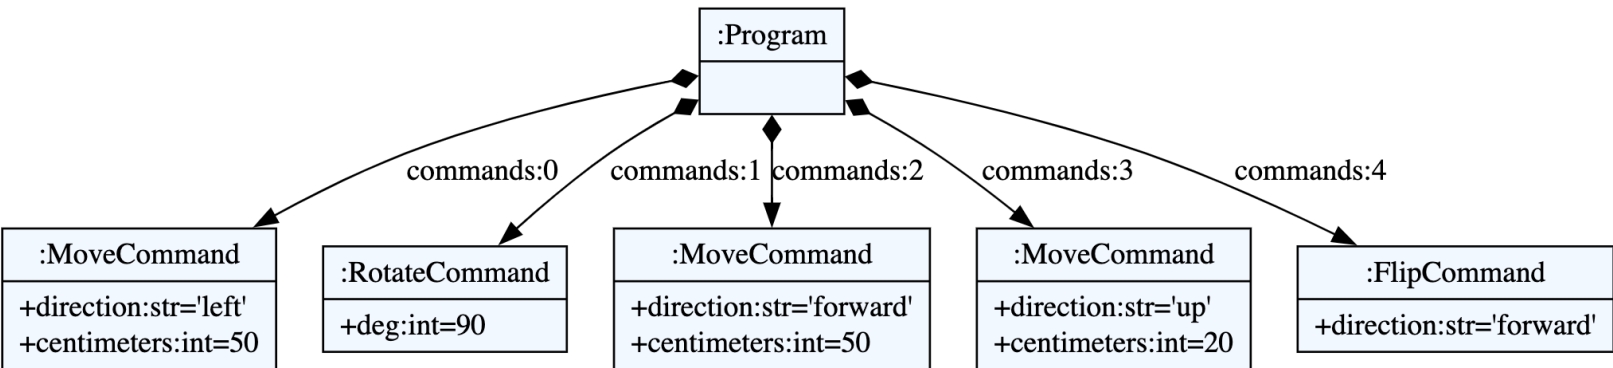 :Program
commands:0
commands:1
commands:2
commands:3
commands:4
:MoveCommand
+direction:str='left'
+centimeters:int=50
:RotateCommand
+deg:int=90
:MoveCommand
+direction:str='forward'
+centimeters:int=50
:MoveCommand
+direction:str='up'
+centimeters:int=20
:FlipCommand
+direction:str='forward'